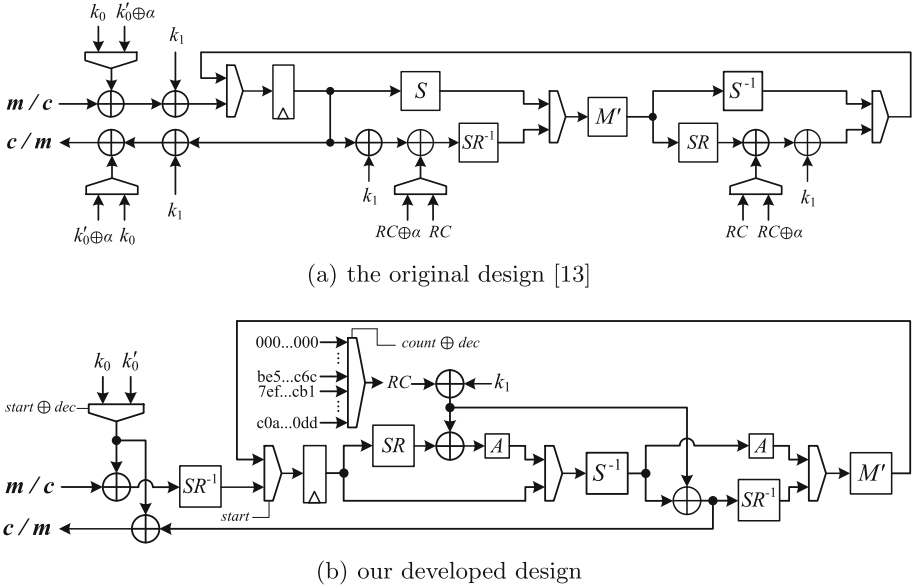 k₀ k′₀⊕α
k₁
m / c
S
S⁻¹
M′
c / m
SR⁻¹
SR
k₁
k₁
k₁
k′₀⊕α k₀
RC⊕α RC
RC RC⊕α
(a) the original design [13]
000...000
count ⊕ dec
k₀ k′₀
be5...c6c
RC
k₁
7ef...cb1
start ⊕ dec
c0a...0dd
SR
A
A
m / c
SR⁻¹
S⁻¹
M′
SR⁻¹
start
c / m
(b) our developed design